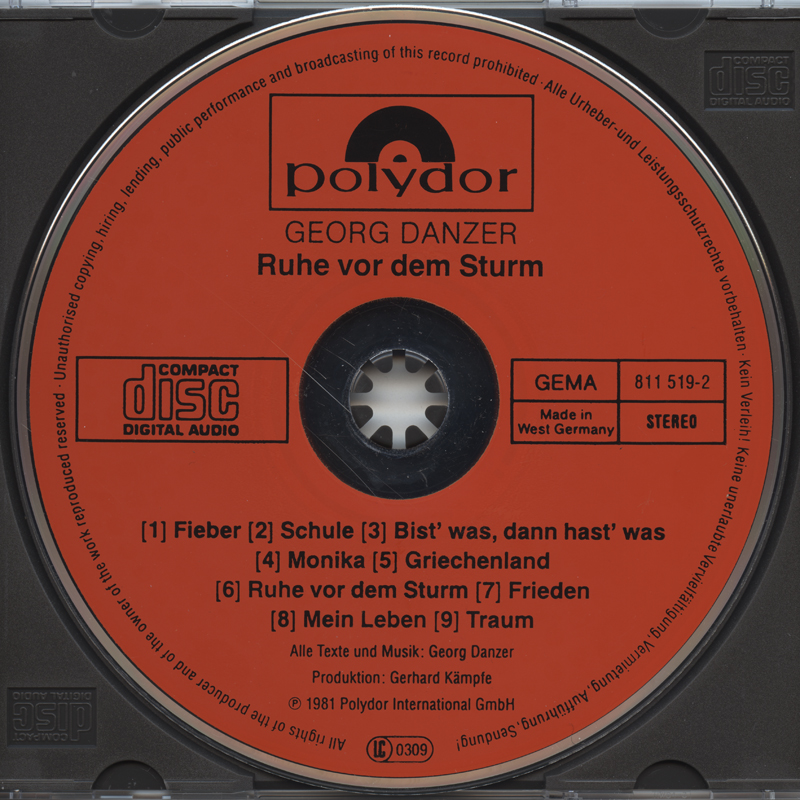 All rights of the producer and of the owner of the work reproduced reserved · Unauthorised copying, hiring, lending, public performance and broadcasting of this record prohibited · Alle Urheber- und Leistungsschutzrechte vorbehalten · Kein Verleih! Keine unerlaubte Vervielfältigung, Vermietung, Aufführung, Sendung!
COMPACT
disc
DIGITAL AUDIO
polydor
GEORG DANZER
Ruhe vor dem Sturm
COMPACT
disc
DIGITAL AUDIO
GEMA
811 519-2
Made in
West Germany
STEREO
[1] Fieber [2] Schule [3] Bist' was, dann hast' was
[4] Monika [5] Griechenland
[6] Ruhe vor dem Sturm [7] Frieden
[8] Mein Leben [9] Traum
Alle Texte und Musik: Georg Danzer
Produktion: Gerhard Kämpfe
℗ 1981 Polydor International GmbH
LC 0309
COMPACT
disc
DIGITAL AUDIO